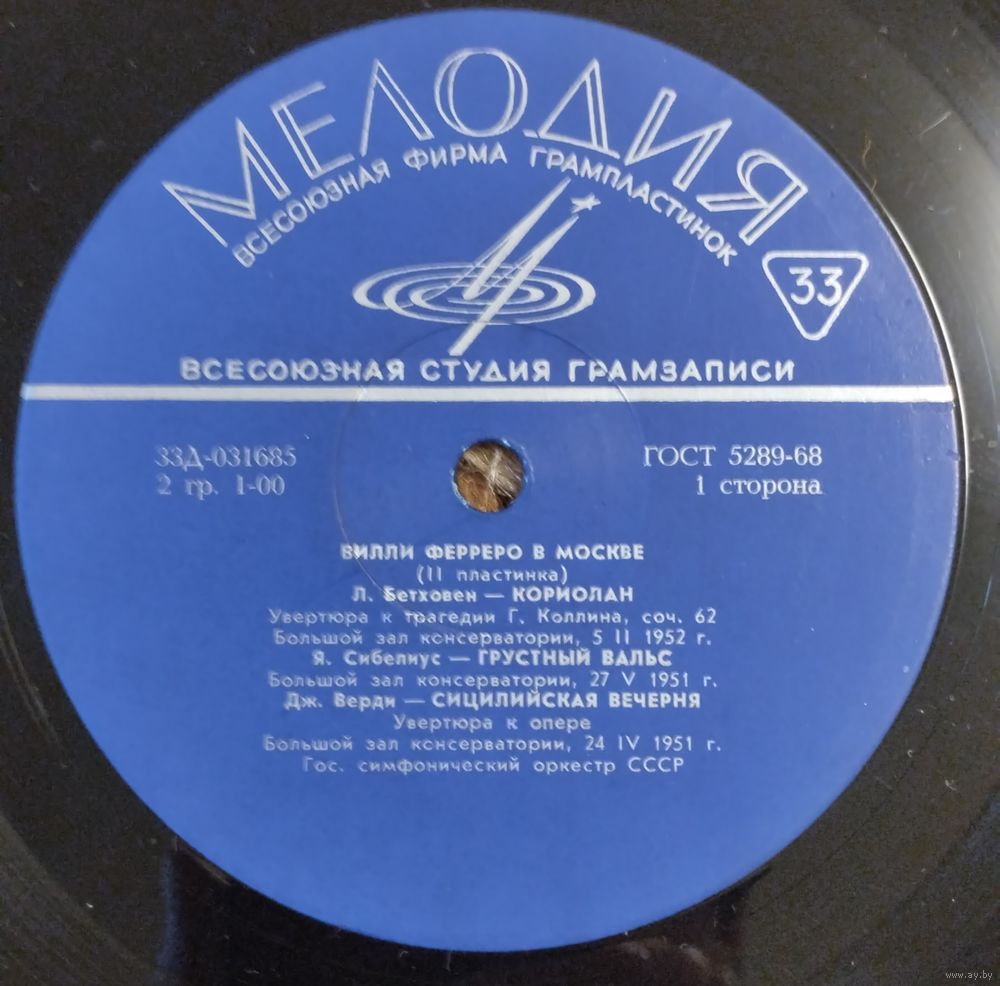 МЕЛОДИЯ
ВСЕСОЮЗНАЯ ФИРМА ГРАМПЛАСТИНОК
33
ВСЕСОЮЗНАЯ СТУДИЯ ГРАМЗАПИСИ
33Д-031685
ГОСТ 5289-68
2 гр. 1-00
1 сторона
ВИЛЛИ ФЕРРЕРО В МОСКВЕ
(II пластинка)
Л. Бетховен — КОРИОЛАН
Увертюра к трагедии Г. Коллина, соч. 62
Большой зал консерватории, 5 II 1952 г.
Я. Сибелиус — ГРУСТНЫЙ ВАЛЬС
Большой зал консерватории, 27 V 1951 г.
Дж. Верди — СИЦИЛИЙСКАЯ ВЕЧЕРНЯ
Увертюра к опере
Большой зал консерватории, 24 IV 1951 г.
Гос. симфонический оркестр СССР
www.ay.by